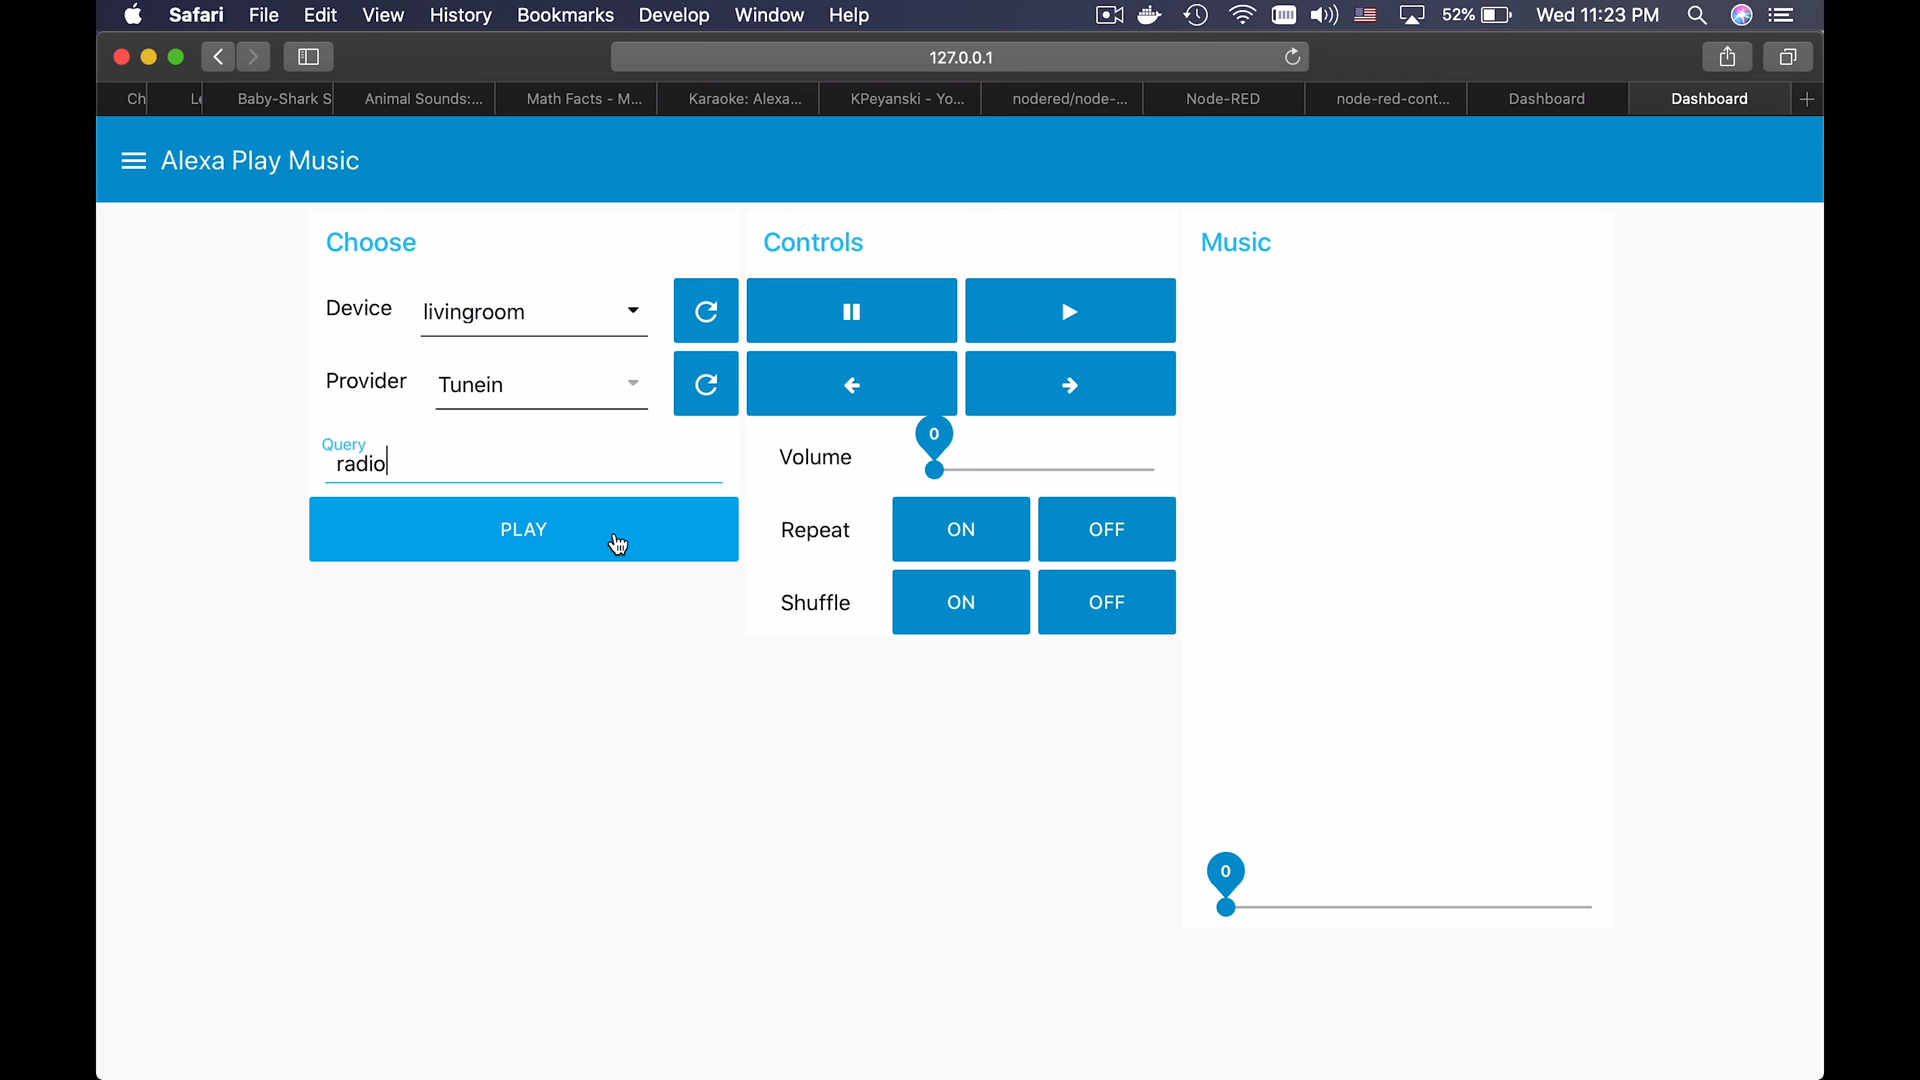 Safari File Edit View History Bookmarks Develop Window Help 52% Wed 11:23 PM
127.0.0.1
Ch Baby-Shark S Animal Sounds:... Math Facts - M... Karaoke: Alexa... KPeyanski - Yo... nodered/node-... Node-RED node-red-cont... Dashboard Dashboard
Alexa Play Music
Choose
Device livingroom
Provider Tunein
Query
radio
PLAY
Controls
0
Volume
Repeat ON OFF
Shuffle ON OFF
Music
0